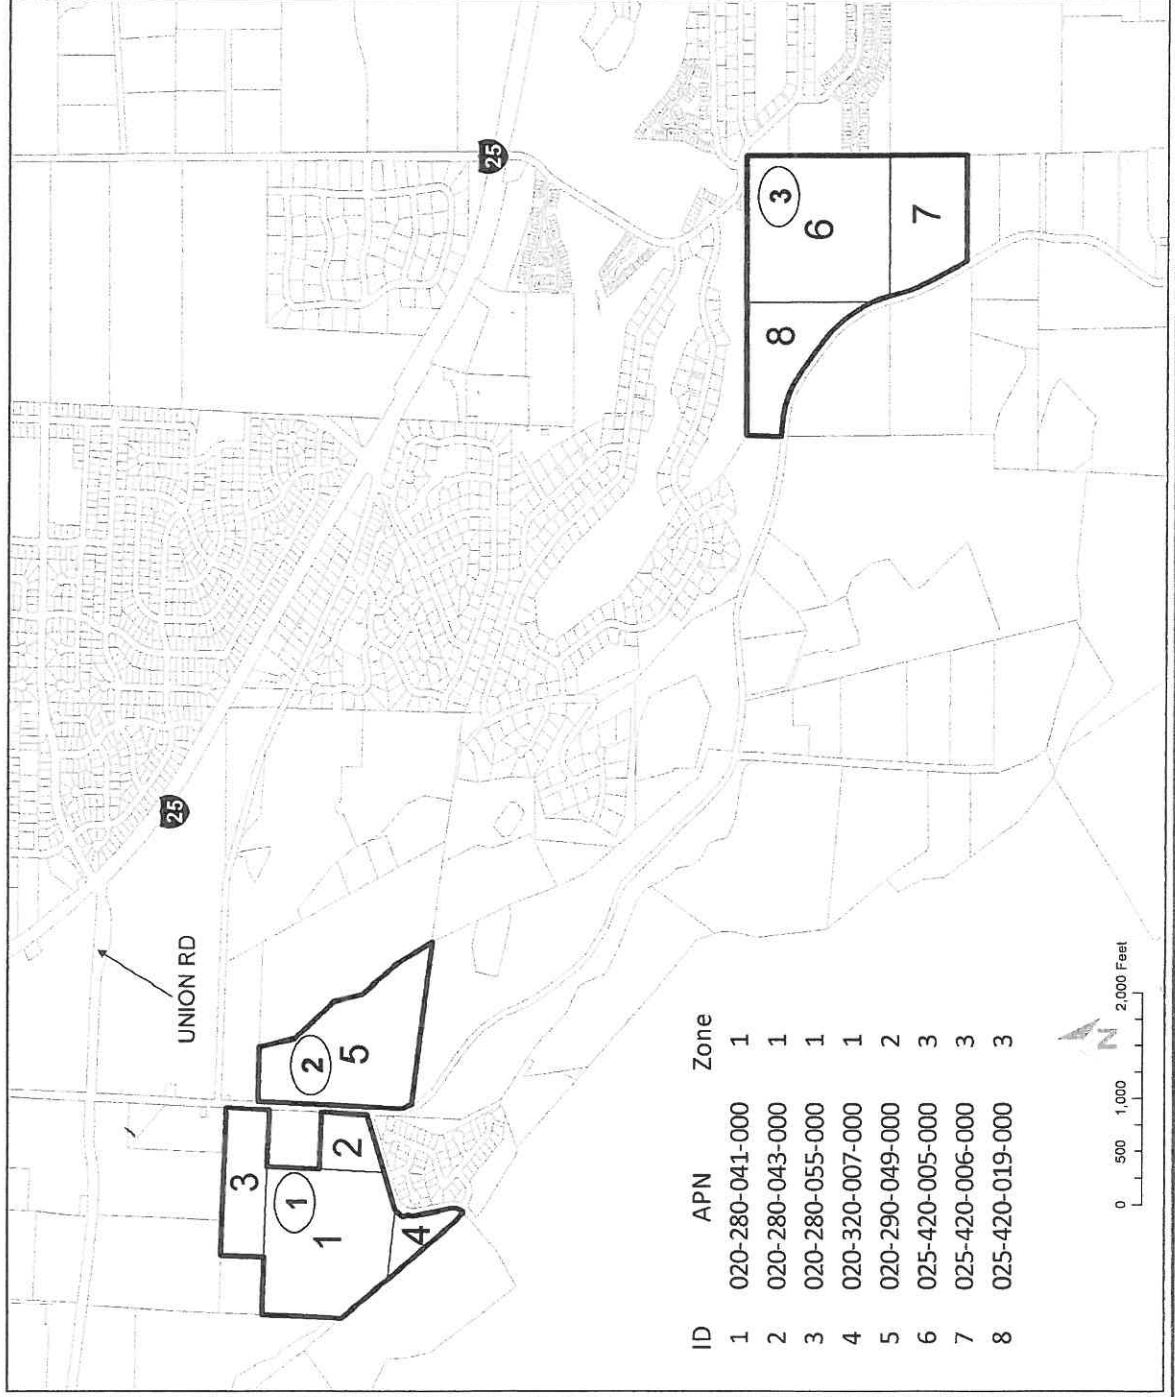 25
25
UNION RD
3
1
1
2
4
2
5
3
6
7
8
ID APN Zone
1 020-280-041-000 1
2 020-280-043-000 1
3 020-280-055-000 1
4 020-320-007-000 1
5 020-290-049-000 2
6 025-420-005-000 3
7 025-420-006-000 3
8 025-420-019-000 3
N
0 500 1,000 2,000 Feet